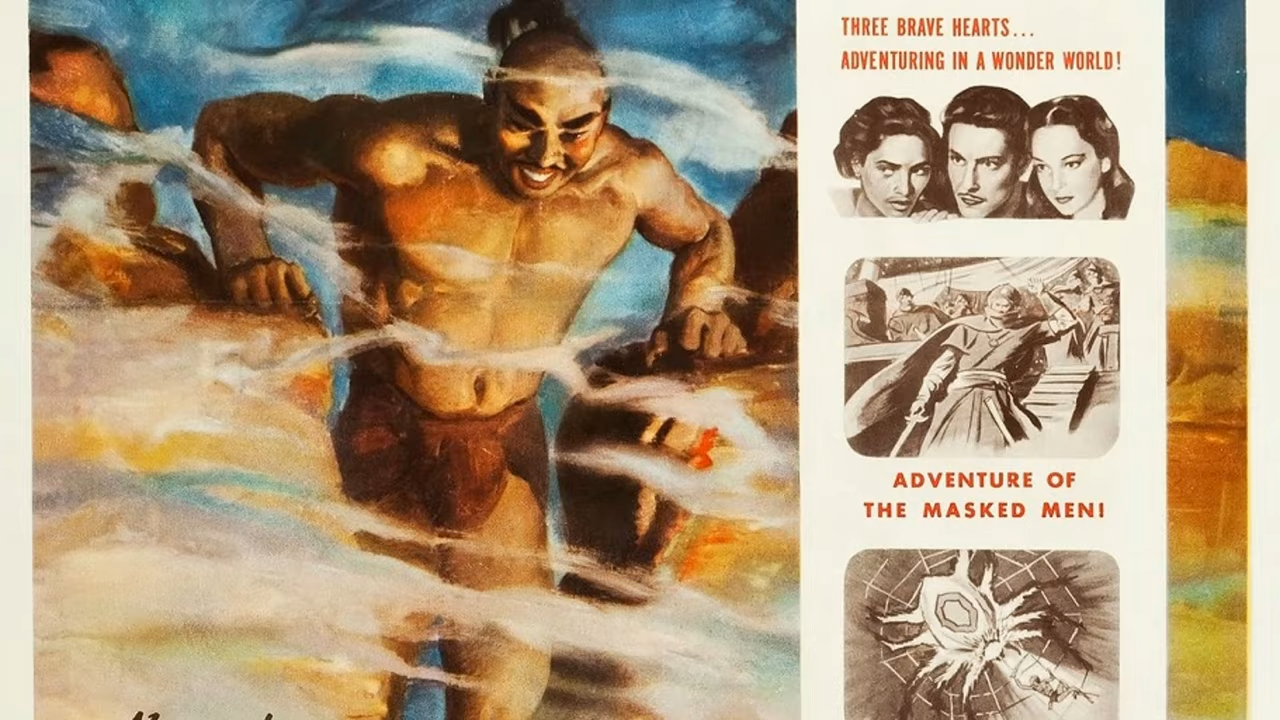 THREE BRAVE HEARTS...
ADVENTURING IN A WONDER WORLD!
ADVENTURE OF
THE MASKED MEN!